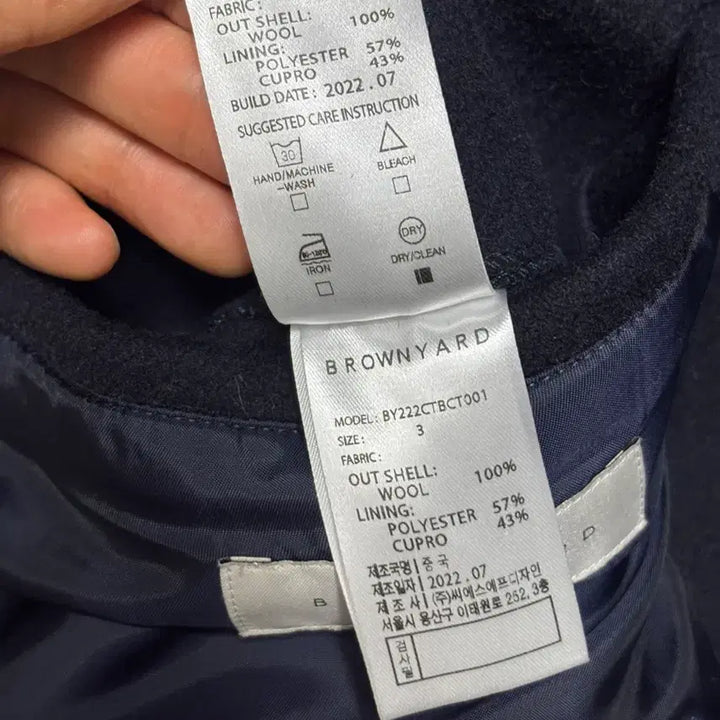 FABRIC:
OUT SHELL:
WOOL 100%
LINING:
POLYESTER 57%
CUPRO 43%
BUILD DATE : 2022 . 07
SUGGESTED CARE INSTRUCTION
30
HAND/MACHINE
-WASH
BLEACH
DRY
IRON
DRY/CLEAN
BROWNYARD
MODEL: BY222CTBCT001
SIZE: 3
FABRIC:
OUT SHELL:
WOOL 100%
LINING:
POLYESTER 57%
CUPRO 43%
제조국명 | 중국
제조일자 | 2022 . 07
제 조 사 | (주)씨에스에프디자인
서울시 용산구 이태원로 252, 3층
검사필
B D